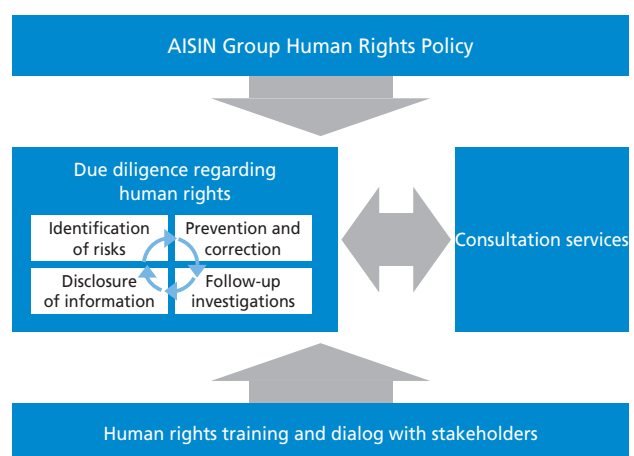 AISIN Group Human Rights Policy
Due diligence regarding
human rights
Identification
of risks
Prevention and
correction
Disclosure
of information
Follow-up
investigations
Consultation services
Human rights training and dialog with stakeholders